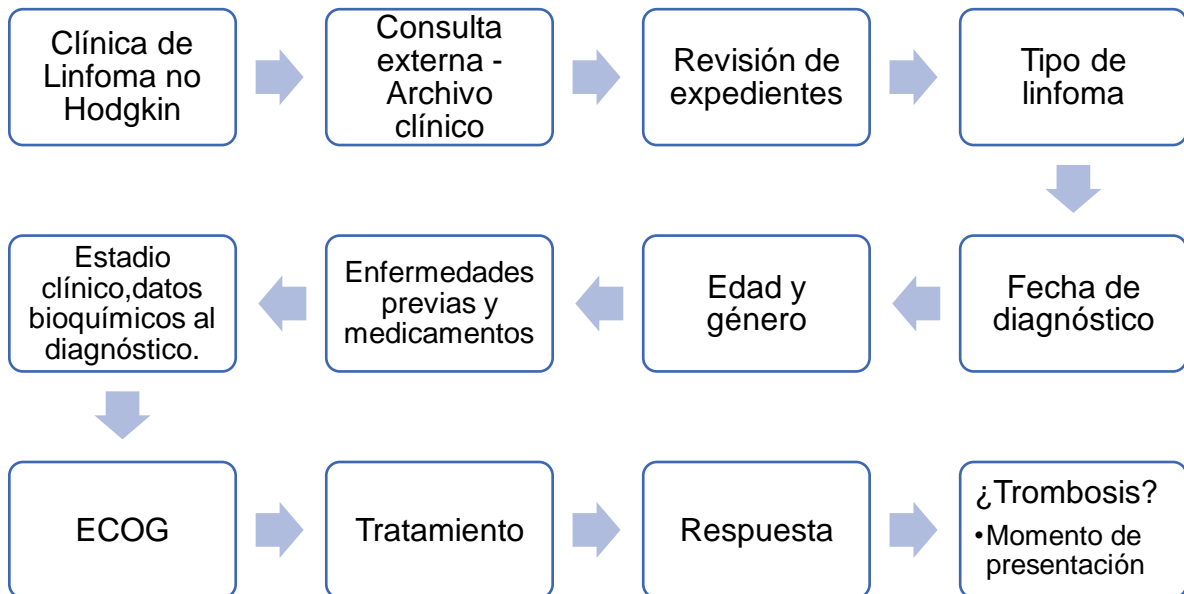 Clínica de
Linfoma no
Hodgkin
Consulta
externa -
Archivo
clínico
Revisión de
expedientes
Tipo de
linfoma
Fecha de
diagnóstico
Edad y
género
Enfermedades
previas y
medicamentos
Estadio
clínico,datos
bioquímicos al
diagnóstico.
ECOG
Tratamiento
Respuesta
¿Trombosis?
•Momento de
presentación